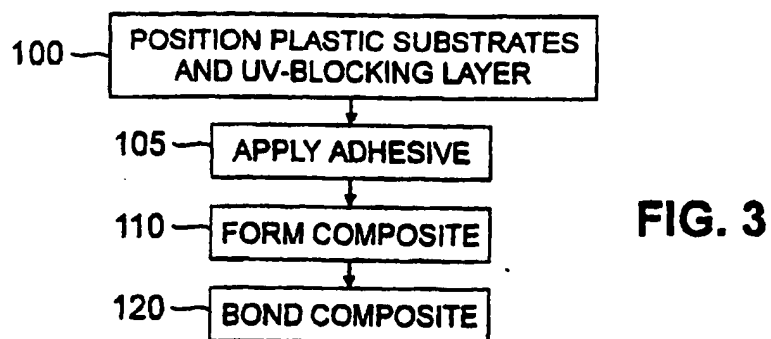 100
POSITION PLASTIC SUBSTRATES
AND UV-BLOCKING LAYER
105
APPLY ADHESIVE
110
FORM COMPOSITE
FIG. 3
120
BOND COMPOSITE